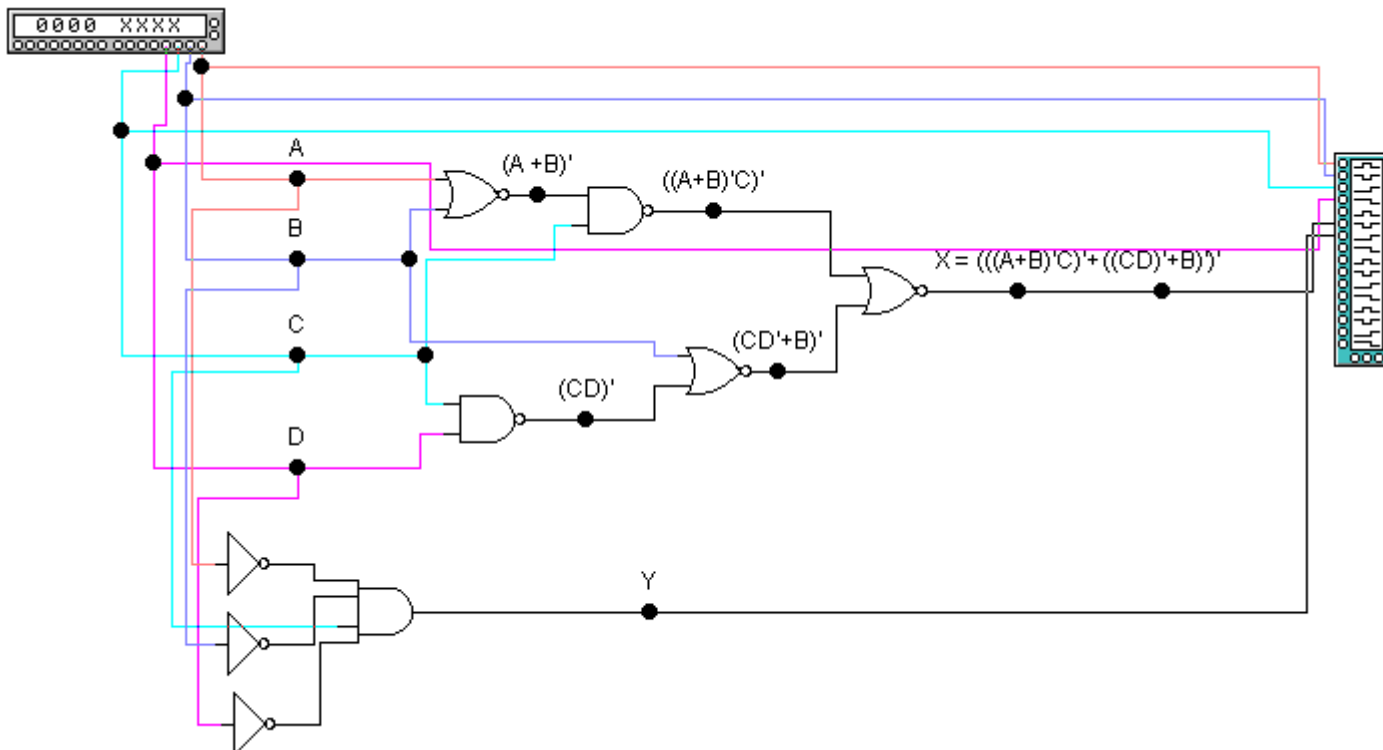 0000 XXXX
A
(A +B)'
((A+B)'C)'
B
X = (((A+B)'C)'+((CD)'+B)')'
C
(CD'+B)'
(CD)'
D
Y